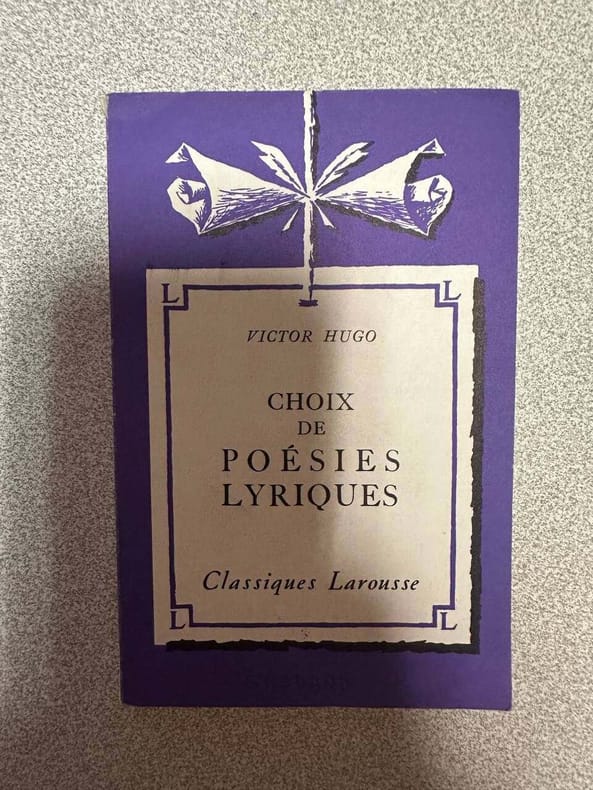 L L
VICTOR HUGO
CHOIX
DE
POÉSIES
LYRIQUES
Classiques Larousse
L L